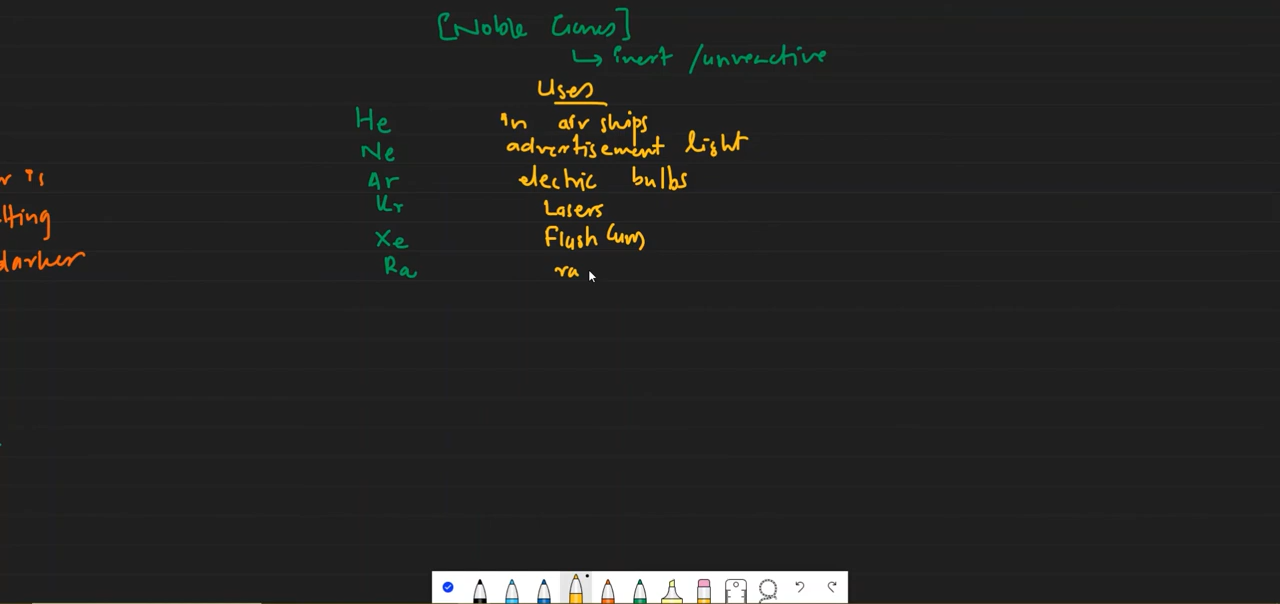 [Noble Gases]
↳ inert /unreactive
Uses
He in air ships
Ne advertisement light
Ar electric bulbs
Kr Lasers
Xe Flash
Ra ra
r is
lting
darker